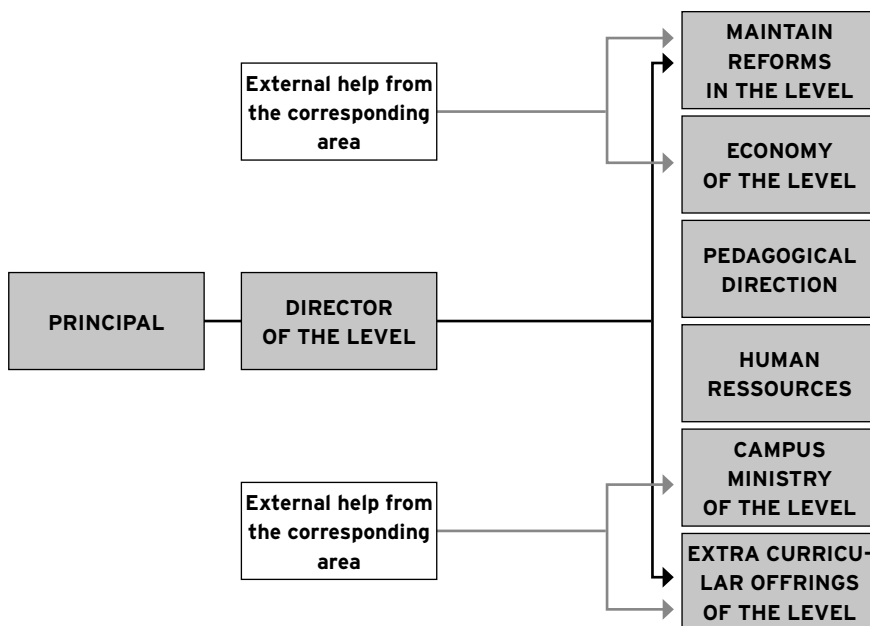 MAINTAIN
REFORMS
IN THE LEVEL
External help from
the corresponding
area
ECONOMY
OF THE LEVEL
PEDAGOGICAL
DIRECTION
PRINCIPAL
DIRECTOR
OF THE LEVEL
HUMAN
RESSOURCES
CAMPUS
MINISTRY
OF THE LEVEL
External help from
the corresponding
area
EXTRA CURRICU-
LAR OFFRINGS
OF THE LEVEL